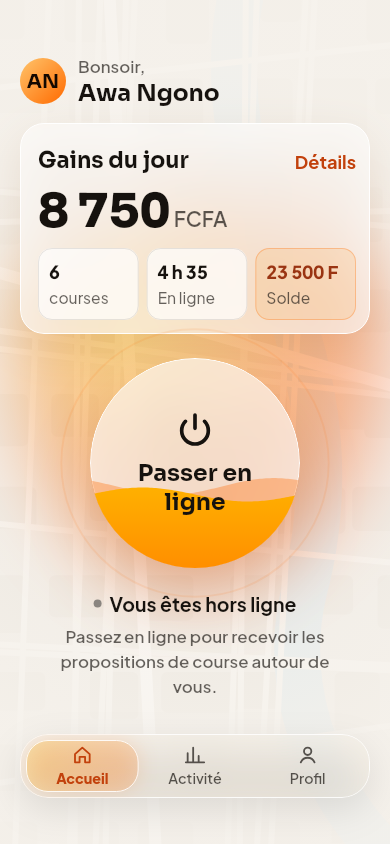 AN
Bonsoir,
Awa Ngono
Gains du jour
Détails
8 750 FCFA
6
courses
4 h 35
En ligne
23 500 F
Solde
Passer en
ligne
Vous êtes hors ligne
Passez en ligne pour recevoir les
propositions de course autour de
vous.
Accueil
Activité
Profil